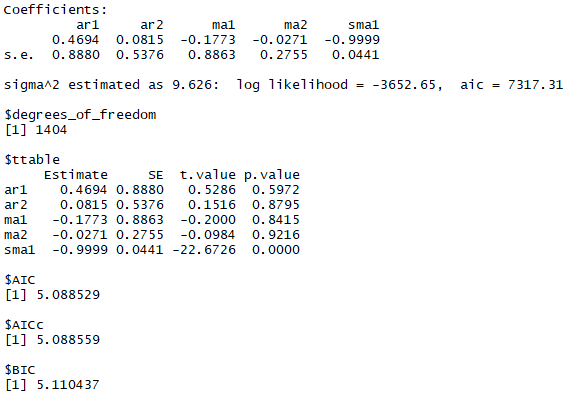 Coefficients:
ar1 ar2 ma1 ma2 sma1
0.4694 0.0815 -0.1773 -0.0271 -0.9999
s.e. 0.8880 0.5376 0.8863 0.2755 0.0441
sigma^2 estimated as 9.626: log likelihood = -3652.65, aic = 7317.31
$degrees_of_freedom
[1] 1404
$ttable
Estimate SE t.value p.value
ar1 0.4694 0.8880 0.5286 0.5972
ar2 0.0815 0.5376 0.1516 0.8795
ma1 -0.1773 0.8863 -0.2000 0.8415
ma2 -0.0271 0.2755 -0.0984 0.9216
sma1 -0.9999 0.0441 -22.6726 0.0000
$AIC
[1] 5.088529
$AICc
[1] 5.088559
$BIC
[1] 5.110437